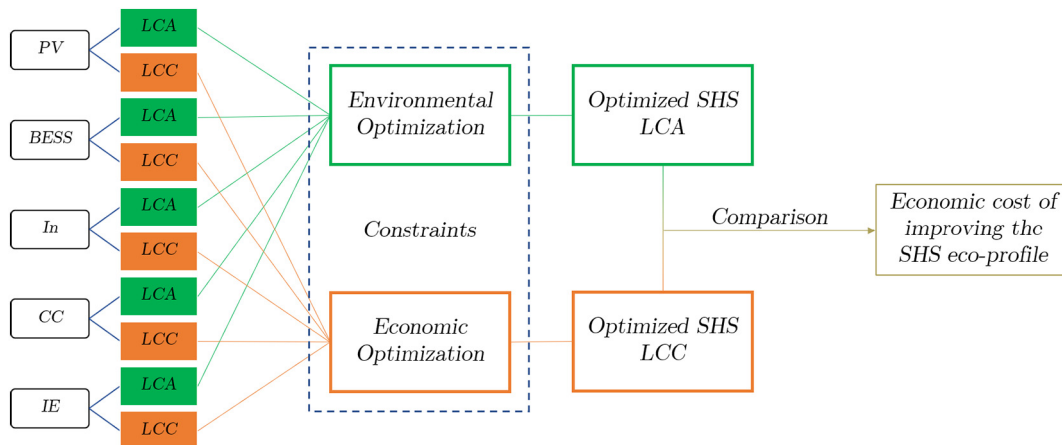 PV
LCA
LCC
BESS
LCA
LCC
In
LCA
LCC
CC
LCA
LCC
IE
LCA
LCC
Environmental
Optimization
Constraints
Economic
Optimization
Optimized SHS
LCA
Optimized SHS
LCC
Comparison
Economic cost of
improving the
SHS eco-profile